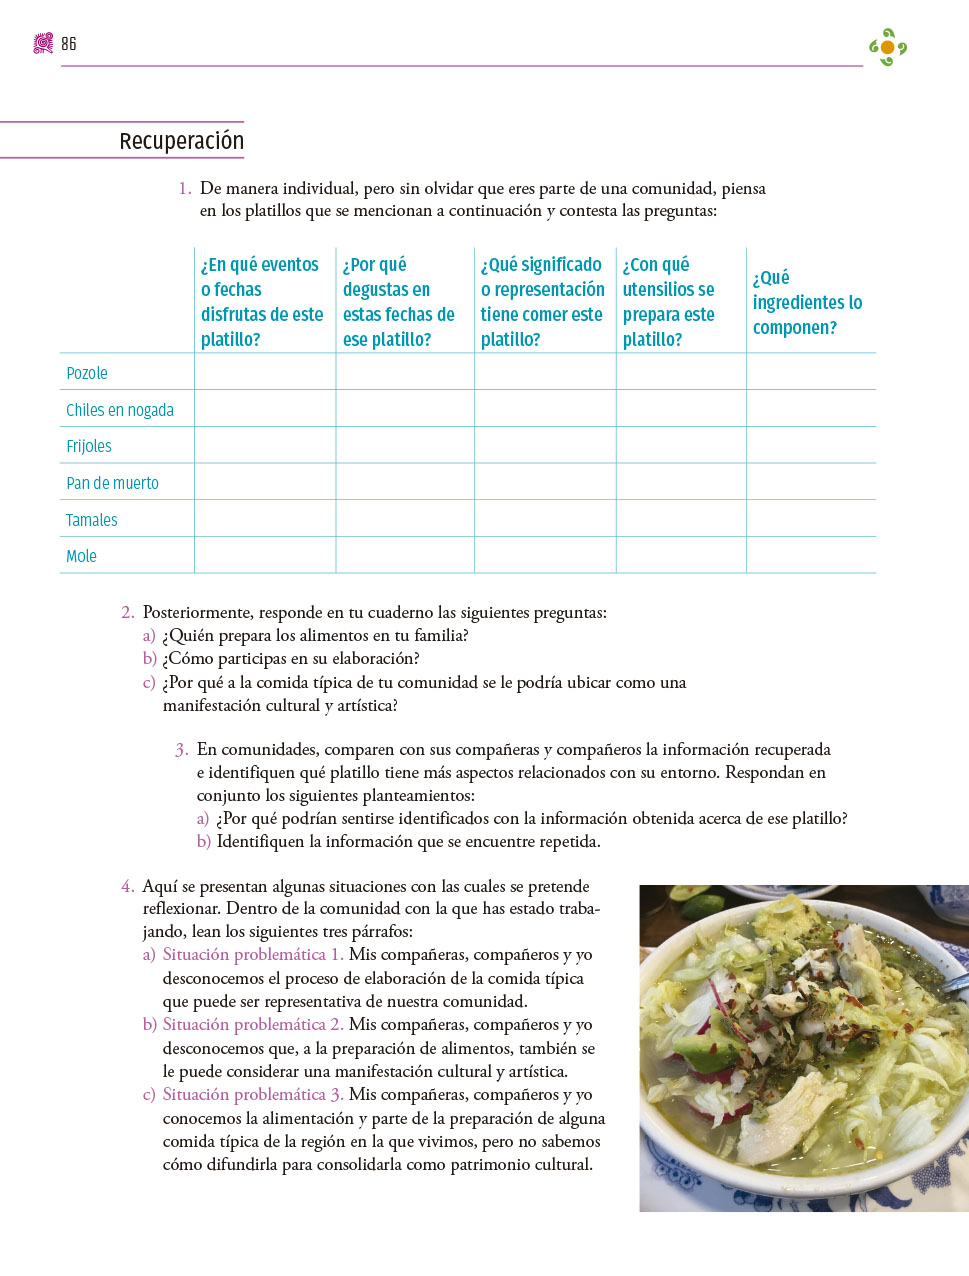 86
Recuperación
1. De manera individual, pero sin olvidar que eres parte de una comunidad, piensa
en los platillos que se mencionan a continuación y contesta las preguntas:
¿En qué eventos
o fechas
disfrutas de este
platillo?
¿Por qué
degustas en
estas fechas de
ese platillo?
¿Qué significado
o representación
tiene comer este
platillo?
¿Con qué
utensilios se
prepara este
platillo?
¿Qué
ingredientes lo
componen?
Pozole
Chiles en nogada
Frijoles
Pan de muerto
Tamales
Mole
2. Posteriormente, responde en tu cuaderno las siguientes preguntas:
a) ¿Quién prepara los alimentos en tu familia?
b) ¿Cómo participas en su elaboración?
c) ¿Por qué a la comida típica de tu comunidad se le podría ubicar como una
manifestación cultural y artística?
3. En comunidades, comparen con sus compañeras y compañeros la información recuperada
e identifiquen qué platillo tiene más aspectos relacionados con su entorno. Respondan en
conjunto los siguientes planteamientos:
a) ¿Por qué podrían sentirse identificados con la información obtenida acerca de ese platillo?
b) Identifiquen la información que se encuentre repetida.
4. Aquí se presentan algunas situaciones con las cuales se pretende
reflexionar. Dentro de la comunidad con la que has estado traba-
jando, lean los siguientes tres párrafos:
a) Situación problemática 1. Mis compañeras, compañeros y yo
desconocemos el proceso de elaboración de la comida típica
que puede ser representativa de nuestra comunidad.
b) Situación problemática 2. Mis compañeras, compañeros y yo
desconocemos que, a la preparación de alimentos, también se
le puede considerar una manifestación cultural y artística.
c) Situación problemática 3. Mis compañeras, compañeros y yo
conocemos la alimentación y parte de la preparación de alguna
comida típica de la región en la que vivimos, pero no sabemos
cómo difundirla para consolidarla como patrimonio cultural.